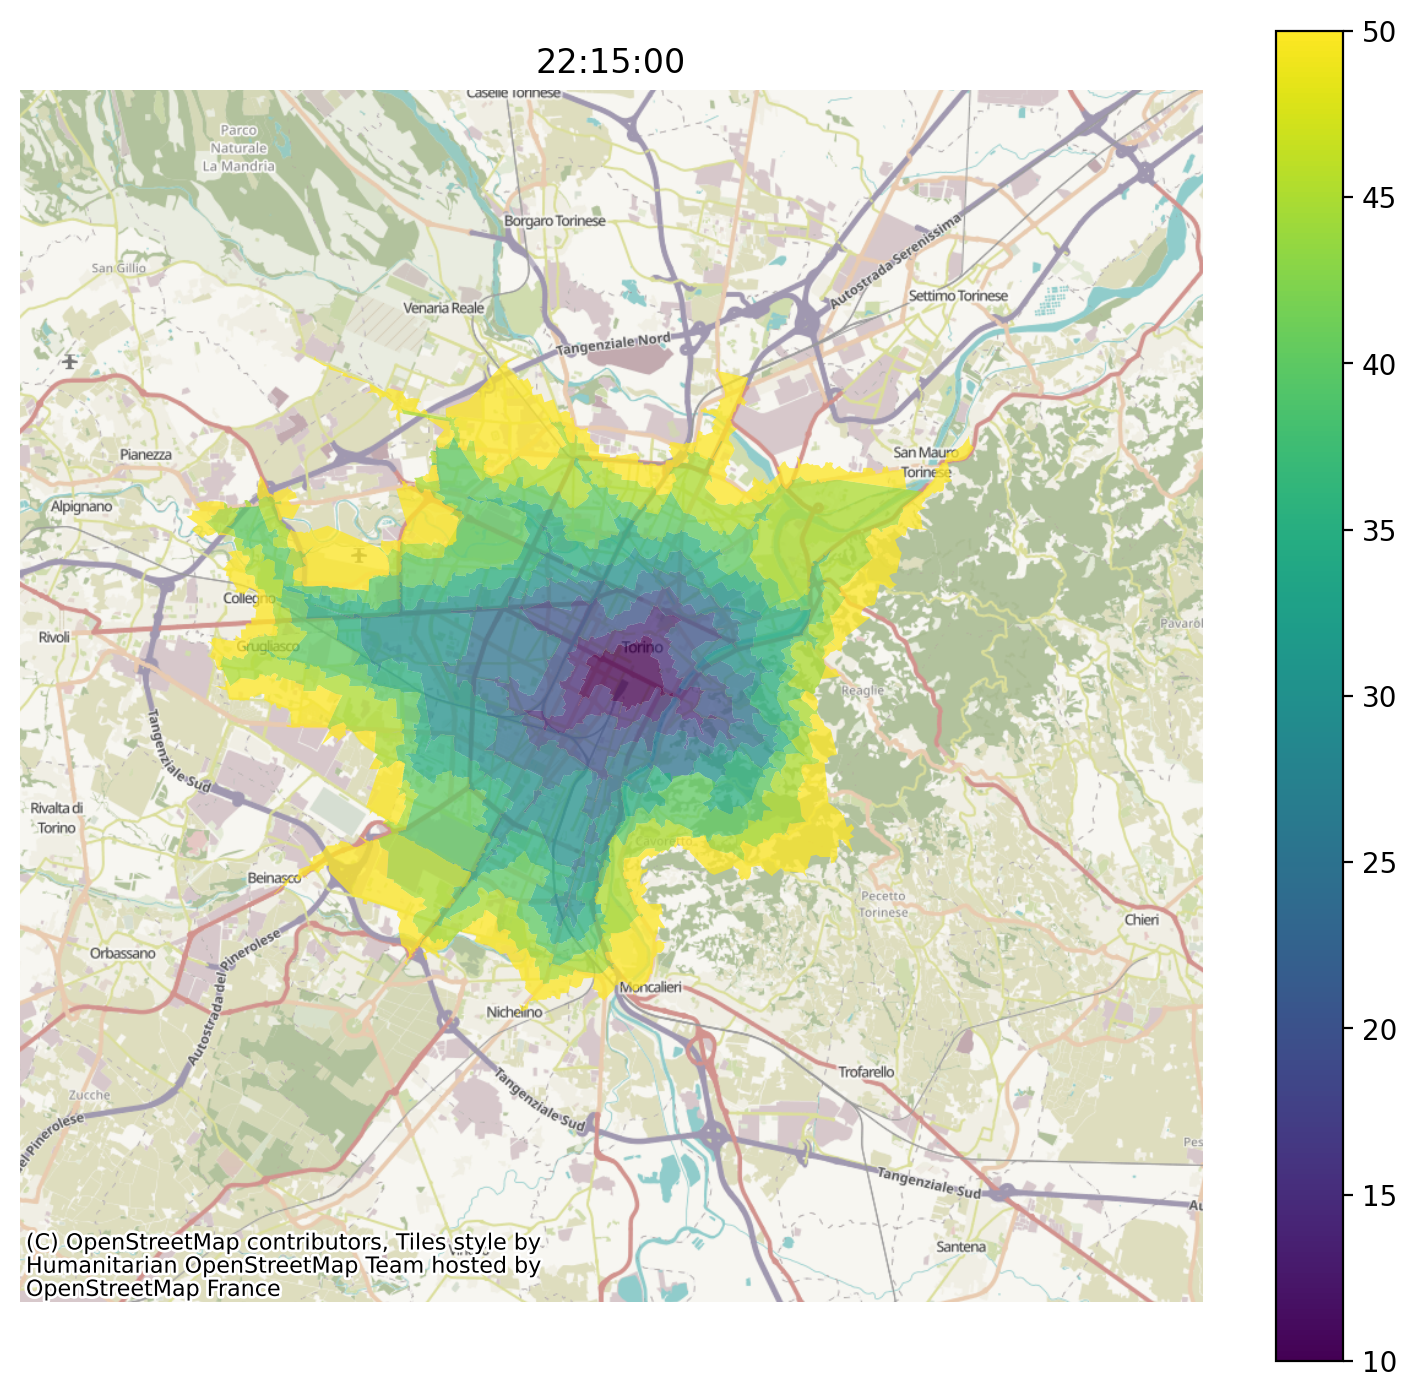 22:15:00
Caselle Torinese
Parco
Naturale
La Mandria
Borgaro Torinese
Autostrada Serenissima
San Gillio
Venaria Reale
Settimo Torinese
Tangenziale Nord
Pianezza
San Mauro
Torinese
Alpignano
Collegno
Rivoli
Grugliasco
Torino
Pavarol
Reaglie
Tangenziale Sud
Rivalta di
Torino
Cavoretto
Beinasco
Pecetto
Torinese
Chieri
Orbassano
Autostrada del Pinerolese
Moncalieri
Nichelino
Trofarello
Zucche
Tangenziale Sud
del Pinerolese
Pes
Tangenziale Sud
Au
Santena
(C) OpenStreetMap contributors, Tiles style by
Humanitarian OpenStreetMap Team hosted by
OpenStreetMap France
50
45
40
35
30
25
20
15
10